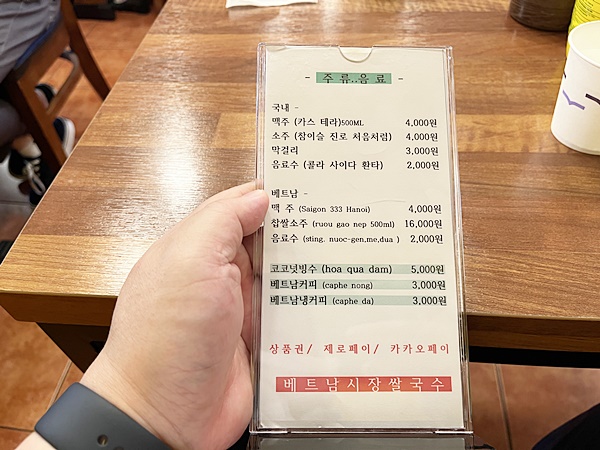 - 주류..음료 -
국내 -
맥주 (카스 테라)500ML 4,000원
소주 (참이슬 진로 처음처럼) 4,000원
막걸리 3,000원
음료수 (콜라 사이다 환타) 2,000원
베트남 -
맥 주 (Saigon 333 Hanoi) 4,000원
찹쌀소주 (ruou gao nep 500ml) 16,000원
음료수 (sting. nuoc-gen,me,dua ) 2,000원
코코넛빙수 (hoa qua dam) 5,000원
베트남커피 (caphe nong) 3,000원
베트남냉커피 (caphe da) 3,000원
상품권/ 제로페이/ 카카오페이
베트남시장쌀국수